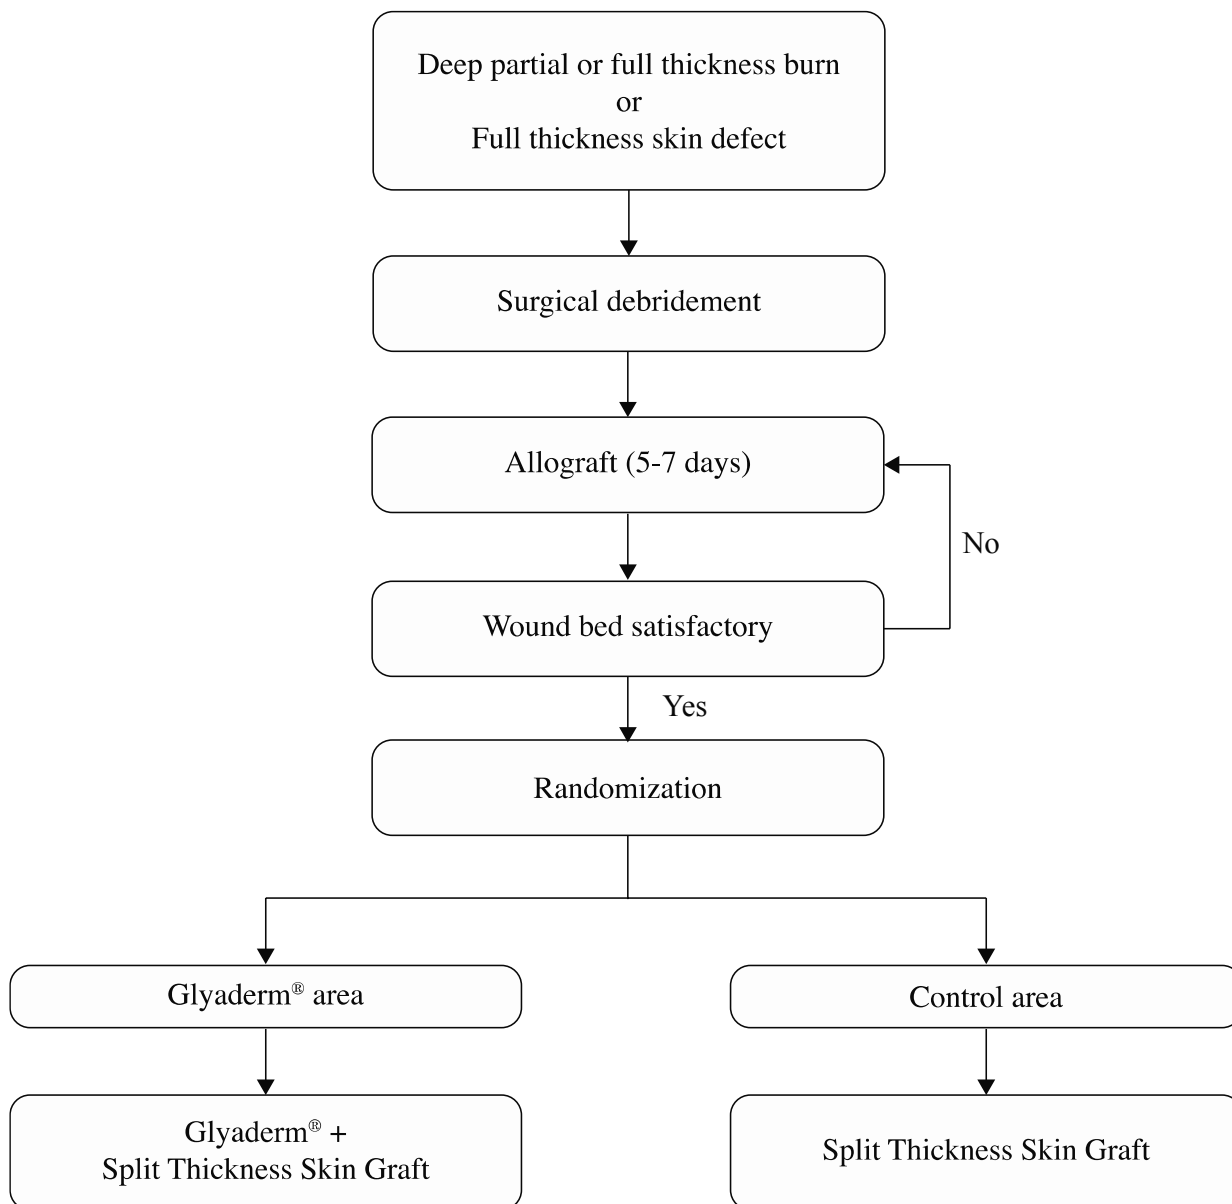 Deep partial or full thickness burn
or
Full thickness skin defect
Surgical debridement
Allograft (5-7 days)
No
Wound bed satisfactory
Yes
Randomization
Glyaderm® area
Control area
Glyaderm® +
Split Thickness Skin Graft
Split Thickness Skin Graft